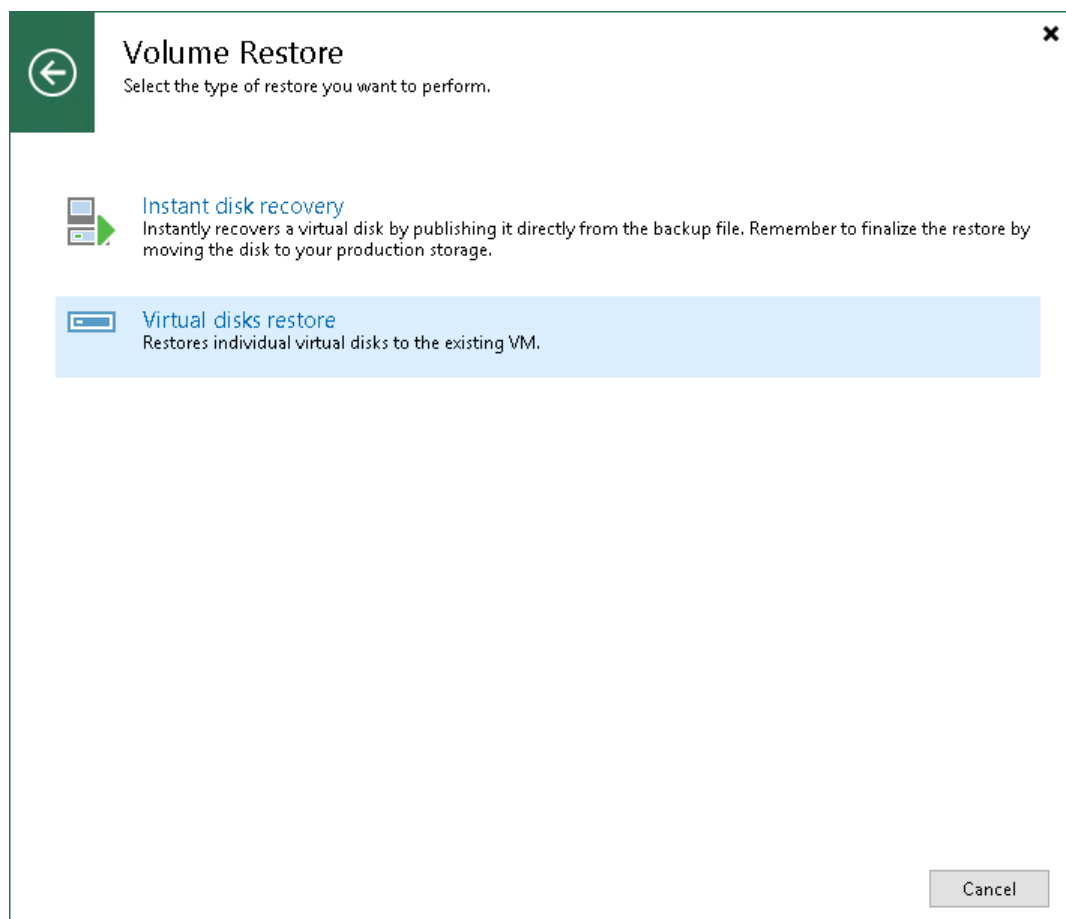 Volume Restore
Select the type of restore you want to perform.
Instant disk recovery
Instantly recovers a virtual disk by publishing it directly from the backup file. Remember to finalize the restore by
moving the disk to your production storage.
Virtual disks restore
Restores individual virtual disks to the existing VM.
Cancel